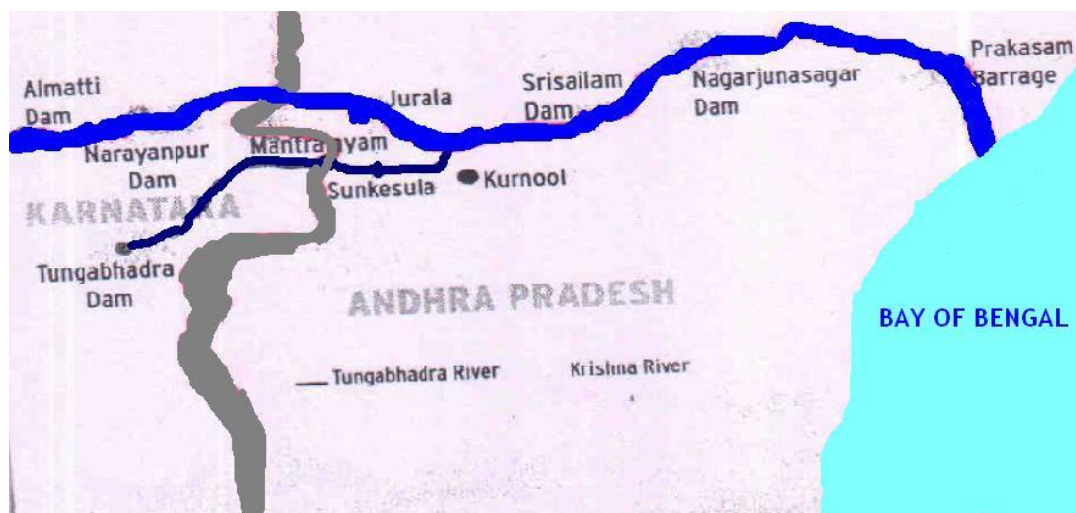 Almatti
Dam
Narayanpur
Dam
Mantralayam
Jurala
Srisailam
Dam
Nagarjunasagar
Dam
Prakasam
Barrage
Sunkesula
Kurnool
KARNATAKA
Tungabhadra
Dam
ANDHRA PRADESH
BAY OF BENGAL
Tungabhadra River
Krishna River